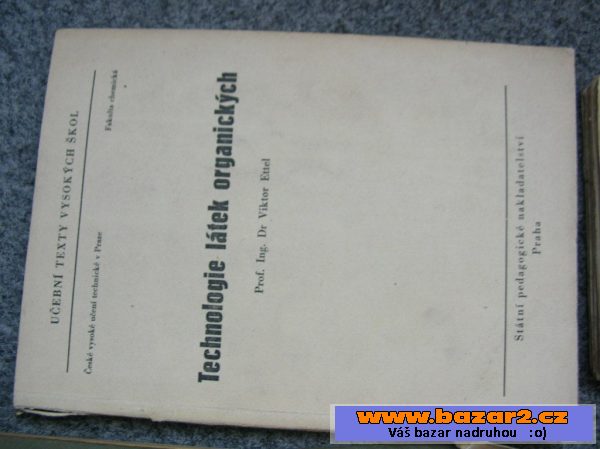 UČEBNÍ TEXTY VYSOKÝCH ŠKOL
České vysoké učení technické v Praze
Fakulta chemická
Technologie látek organických
Prof. Ing. Dr Viktor Ettel
Státní pedagogické nakladatelství
Praha
www.bazar2.cz
Váš bazar nadruhou :o)